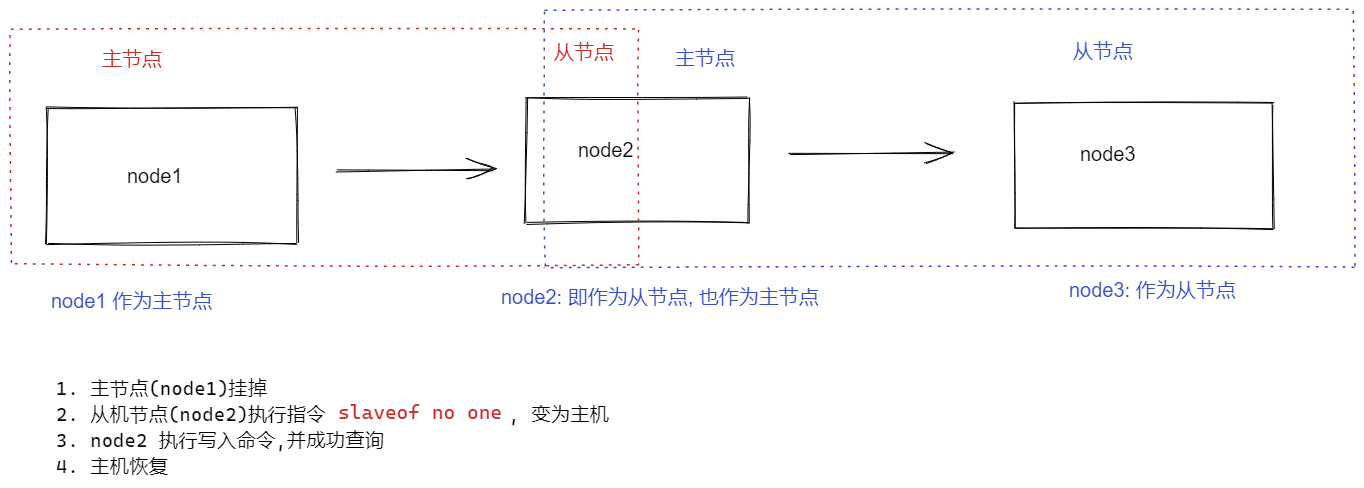 主节点
从节点
主节点
从节点
node1
node2
node3
node1 作为主节点
node2: 即作为从节点, 也作为主节点
node3: 作为从节点
1. 主节点(node1)挂掉
2. 从机节点(node2)执行指令 slaveof no one , 变为主机
3. node2 执行写入命令,并成功查询
4. 主机恢复